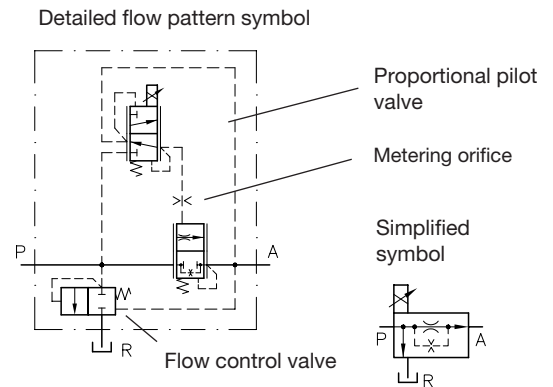 Detailed flow pattern symbol
Proportional pilot
valve
Metering orifice
Simplified
symbol
P
A
R
Flow control valve
P
A
R